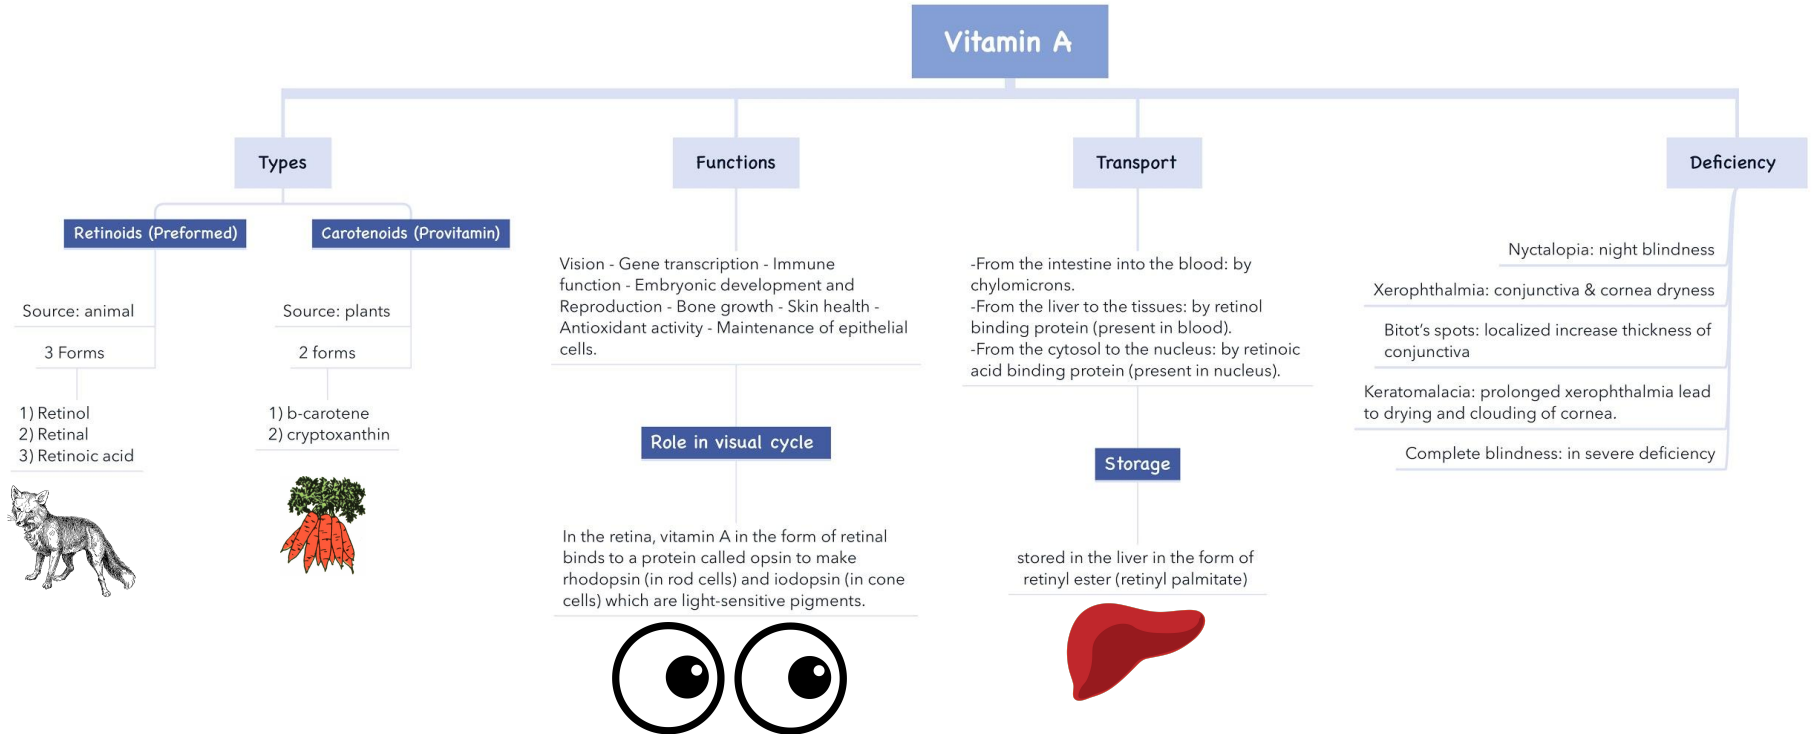 Vitamin A
Types
Retinoids (Preformed)
Source: animal
3 Forms
1) Retinol
2) Retinal
3) Retinoic acid
Carotenoids (Provitamin)
Source: plants
2 forms
1) b-carotene
2) cryptoxanthin
Functions
Vision - Gene transcription - Immune
function - Embryonic development and
Reproduction - Bone growth - Skin health -
Antioxidant activity - Maintenance of epithelial
cells.
Role in visual cycle
In the retina, vitamin A in the form of retinal
binds to a protein called opsin to make
rhodopsin (in rod cells) and iodopsin (in cone
cells) which are light-sensitive pigments.
Transport
-From the intestine into the blood: by
chylomicrons.
-From the liver to the tissues: by retinol
binding protein (present in blood).
-From the cytosol to the nucleus: by retinoic
acid binding protein (present in nucleus).
Storage
stored in the liver in the form of
retinyl ester (retinyl palmitate)
Deficiency
Nyctalopia: night blindness
Xerophthalmia: conjunctiva & cornea dryness
Bitot's spots: localized increase thickness of
conjunctiva
Keratomalacia: prolonged xerophthalmia lead
to drying and clouding of cornea.
Complete blindness: in severe deficiency